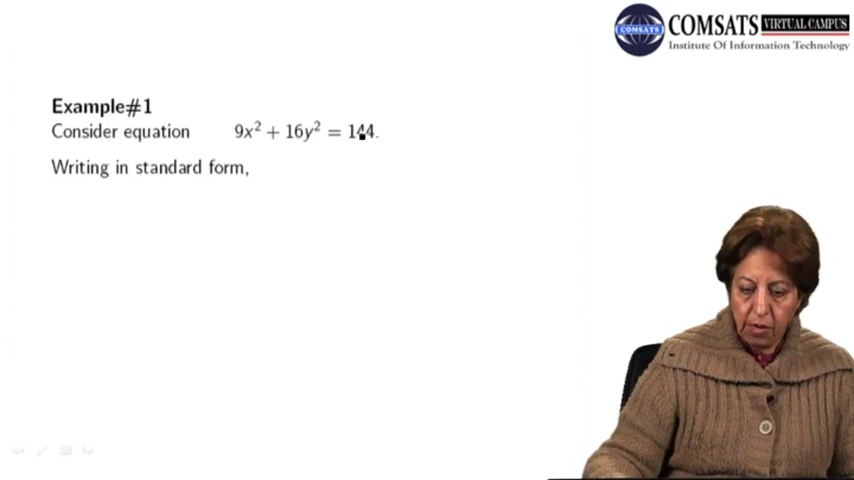 COMSATS VIRTUAL CAMPUS
COMSATS
Institute Of Information Technology
Example#1
Consider equation 9x² + 16y² = 144.
Writing in standard form,